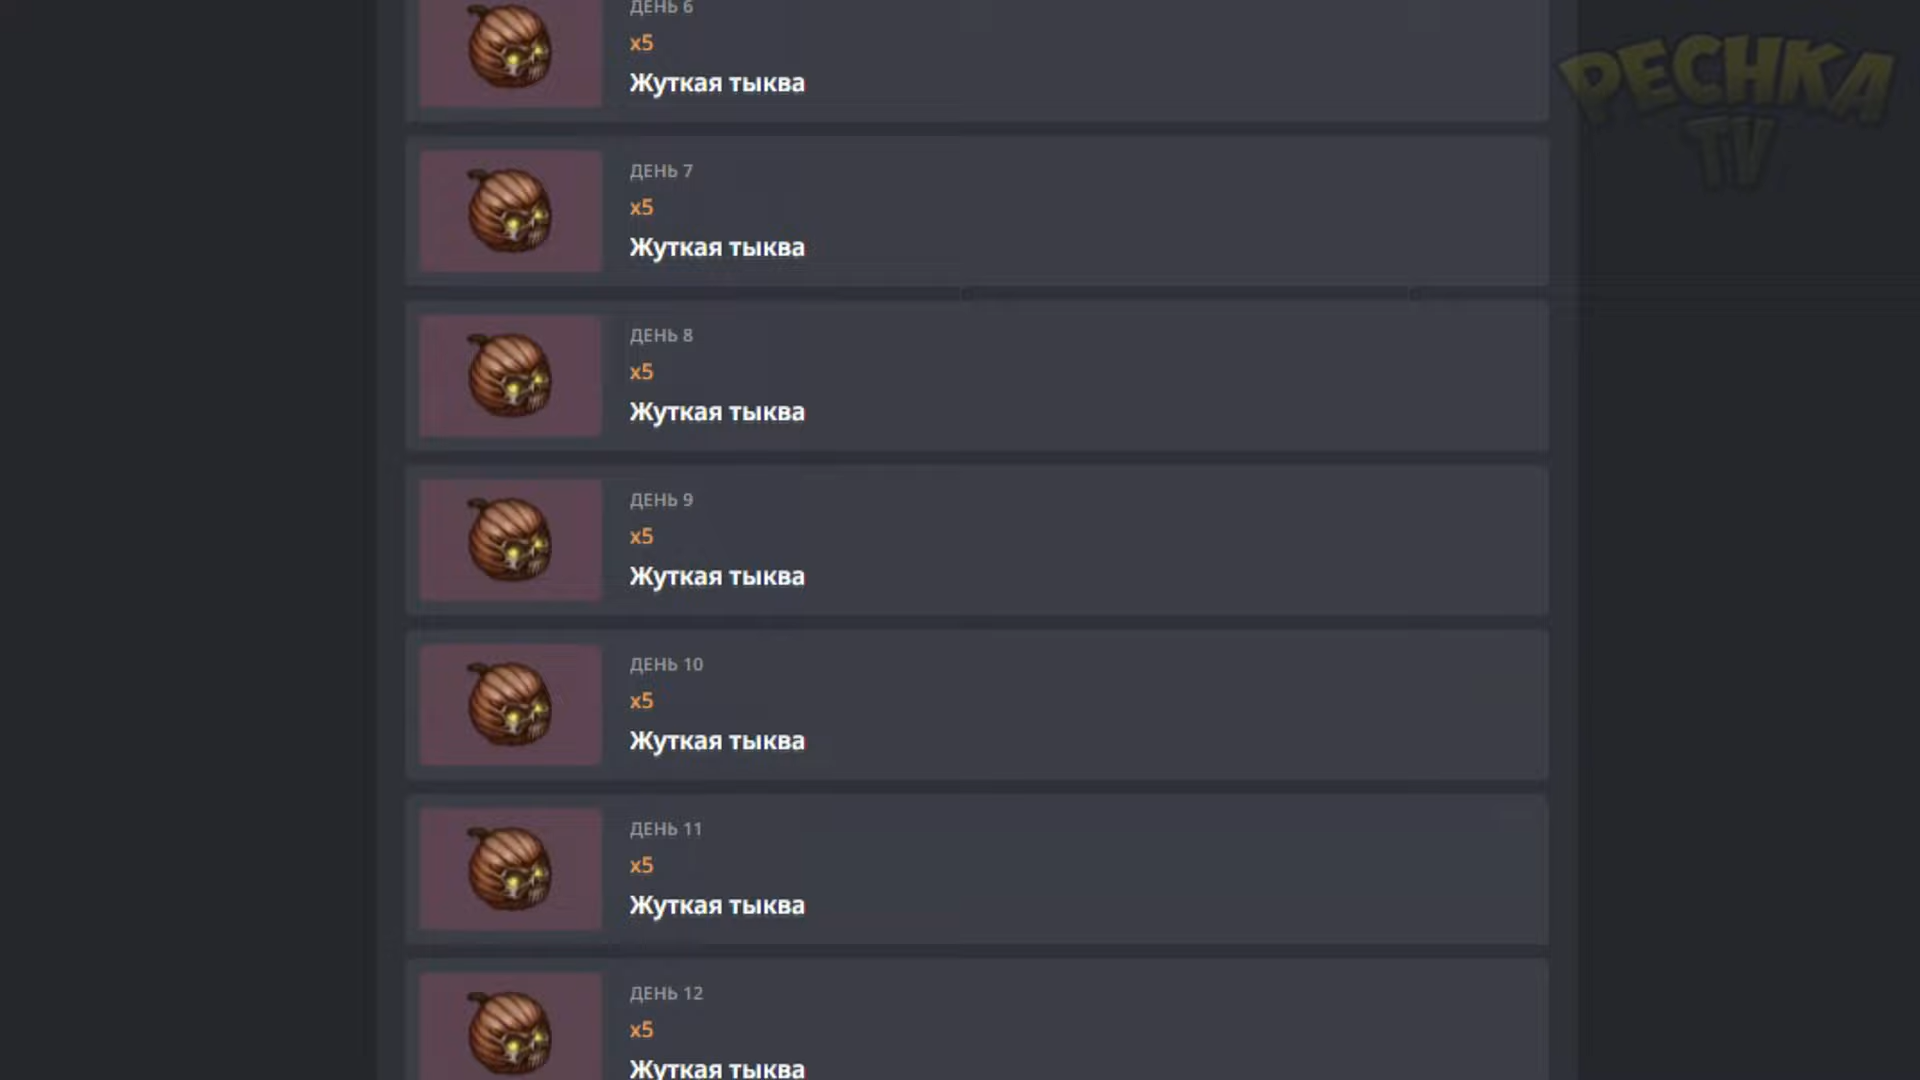 ДЕНЬ 6
x5
Жуткая тыква
PECHKA
TV
ДЕНЬ 7
x5
Жуткая тыква
ДЕНЬ 8
x5
Жуткая тыква
ДЕНЬ 9
x5
Жуткая тыква
ДЕНЬ 10
x5
Жуткая тыква
ДЕНЬ 11
x5
Жуткая тыква
ДЕНЬ 12
x5
Жуткая тыква